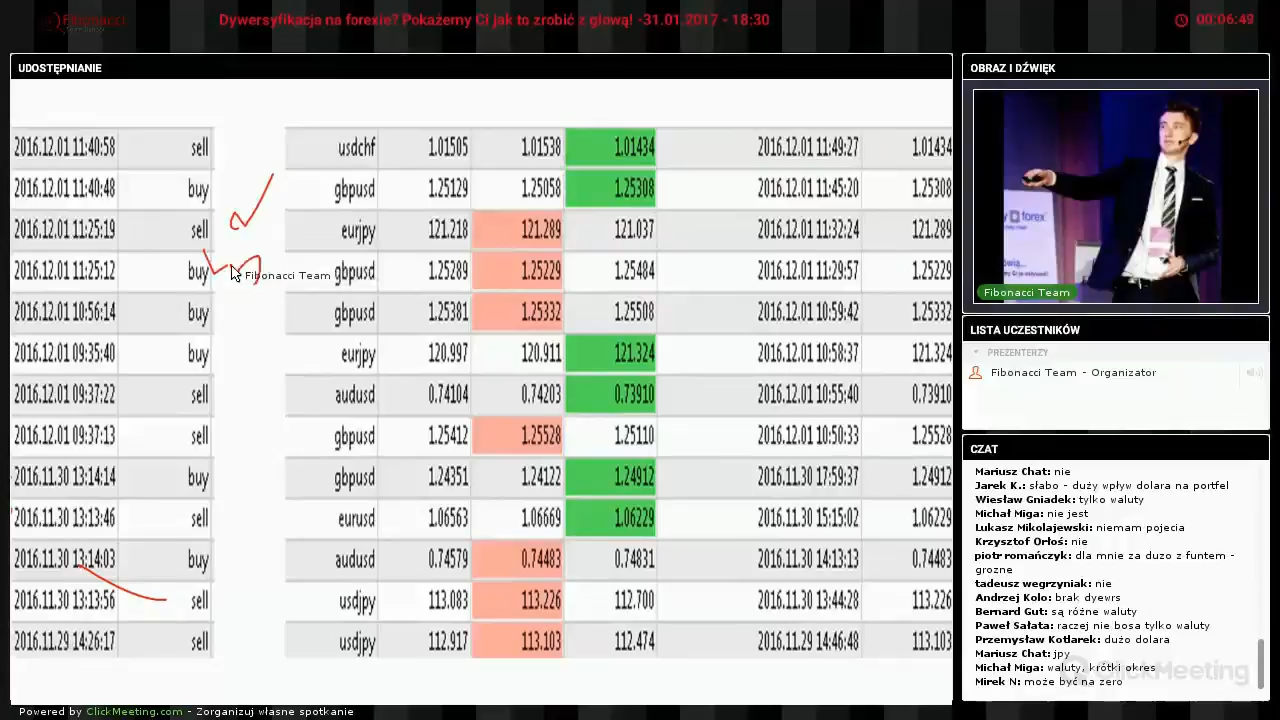 Fibonacci
Dywersyfikacja na forexie? Pokażemy Ci jak to zrobić z głową! -31.01.2017 - 18:30
00:06:49
UDOSTĘPNIANIE
2016.12.01 11:40:58 sell usdchf 1.01505 1.01538 1.01434 2016.12.01 11:49:27 1.01434
2016.12.01 11:40:48 buy gbpusd 1.25129 1.25058 1.25308 2016.12.01 11:45:20 1.25308
2016.12.01 11:25:19 sell eurjpy 121.218 121.289 121.037 2016.12.01 11:32:24 121.289
2016.12.01 11:25:12 buy gbpusd 1.25289 1.25229 1.25484 2016.12.01 11:29:57 1.25229
Fibonacci Team
2016.12.01 10:56:14 buy gbpusd 1.25381 1.25332 1.25508 2016.12.01 10:59:42 1.25332
2016.12.01 09:35:40 buy eurjpy 120.997 120.911 121.324 2016.12.01 10:58:37 121.324
2016.12.01 09:37:22 sell audusd 0.74104 0.74203 0.73910 2016.12.01 10:55:40 0.73910
2016.12.01 09:37:13 sell gbpusd 1.25412 1.25528 1.25110 2016.12.01 10:50:33 1.25528
2016.11.30 13:14:14 buy gbpusd 1.24351 1.24122 1.24912 2016.11.30 17:59:37 1.24912
2016.11.30 13:13:46 sell eurusd 1.06563 1.06669 1.06229 2016.11.30 15:15:02 1.06229
2016.11.30 13:14:03 buy audusd 0.74579 0.74483 0.74831 2016.11.30 14:13:13 0.74483
2016.11.30 13:13:56 sell usdjpy 113.083 113.226 112.700 2016.11.30 13:44:28 113.226
2016.11.29 14:26:17 sell usdjpy 112.917 113.103 112.474 2016.11.29 14:46:48 113.103
OBRAZ I DŹWIĘK
forex
Fibonacci Team
LISTA UCZESTNIKÓW
PREZENTERZY
Fibonacci Team - Organizator
CZAT
Mariusz Chat: nie
Jarek K.: słabo - duży wpływ dolara na portfel
Wiesław Gniadek: tylko waluty
Michał Miga: nie jest
Lukasz Mikolajewski: niemam pojecia
Krzysztof Orłoś: nie
piotr romańczyk: dla mnie za duzo z funtem -
grozne
tadeusz wegrzyniak: nie
Andrzej Kolo: brak dyewrs
Bernard Gut: są różne waluty
Paweł Sałata: raczej nie bosa tylko waluty
Przemysław Kotlarek: dużo dolara
Mariusz Chat: jpy
Michał Miga: waluty, krótki okres
Mirek N: może być na zero
ClickMeeting
Powered by ClickMeeting.com - Zorganizuj własne spotkanie